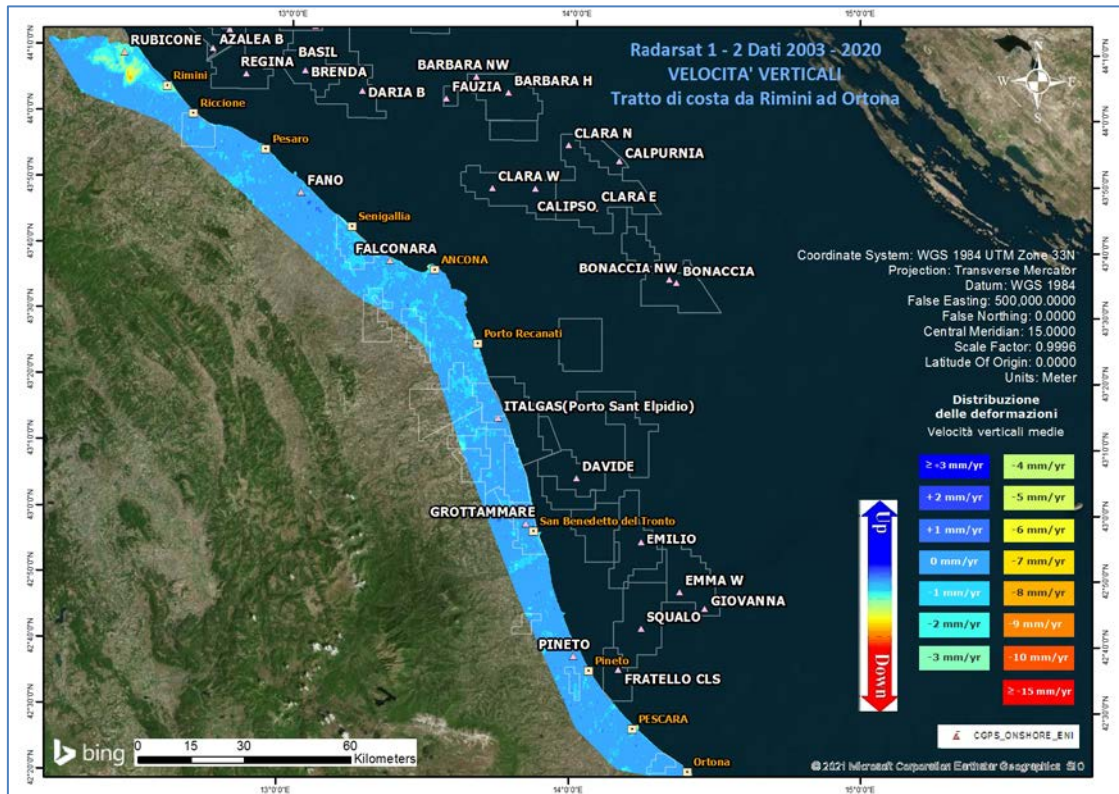 13°0'0"E
14°0'0"E
15°0'0"E
RUBICONE
AZALEA B
BASIL
REGINA
BRENDA
Rimini
DARIA B
BARBARA NW
FAUZIA
BARBARA H
Radarsat 1 - 2 Dati 2003 - 2020
VELOCITA' VERTICALI
Tratto di costa da Rimini ad Ortona
N
W
E
S
Riccione
Pesaro
CLARA N
CALPURNIA
FANO
CLARA W
CLARA E
CALIPSO
Senigallia
FALCONARA
ANCONA
BONACCIA NW
BONACCIA
Coordinate System: WGS 1984 UTM Zone 33N
Projection: Transverse Mercator
Datum: WGS 1984
False Easting: 500,000.0000
False Northing: 0.0000
Central Meridian: 15.0000
Scale Factor: 0.9996
Latitude Of Origin: 0.0000
Units: Meter
Porto Recanati
ITALGAS(Porto Sant Elpidio)
DAVIDE
GROTTAMMARE
San Benedetto del Tronto
EMILIO
EMMA W
GIOVANNA
SQUALO
PINETO
Pineto
FRATELLO CLS
PESCARA
Ortona
Distribuzione
delle deformazioni
Velocità verticali medie
Up
Down
≥ +3 mm/yr
-4 mm/yr
+2 mm/yr
-5 mm/yr
+1 mm/yr
-6 mm/yr
0 mm/yr
-7 mm/yr
-1 mm/yr
-8 mm/yr
-2 mm/yr
-9 mm/yr
-3 mm/yr
-10 mm/yr
≥ -15 mm/yr
CGPS_ONSHORE_ENI
bing
0 15 30 60
Kilometers
© 2021 Microsoft Corporation Earthstar Geographics SIO
13°0'0"E
14°0'0"E
15°0'0"E